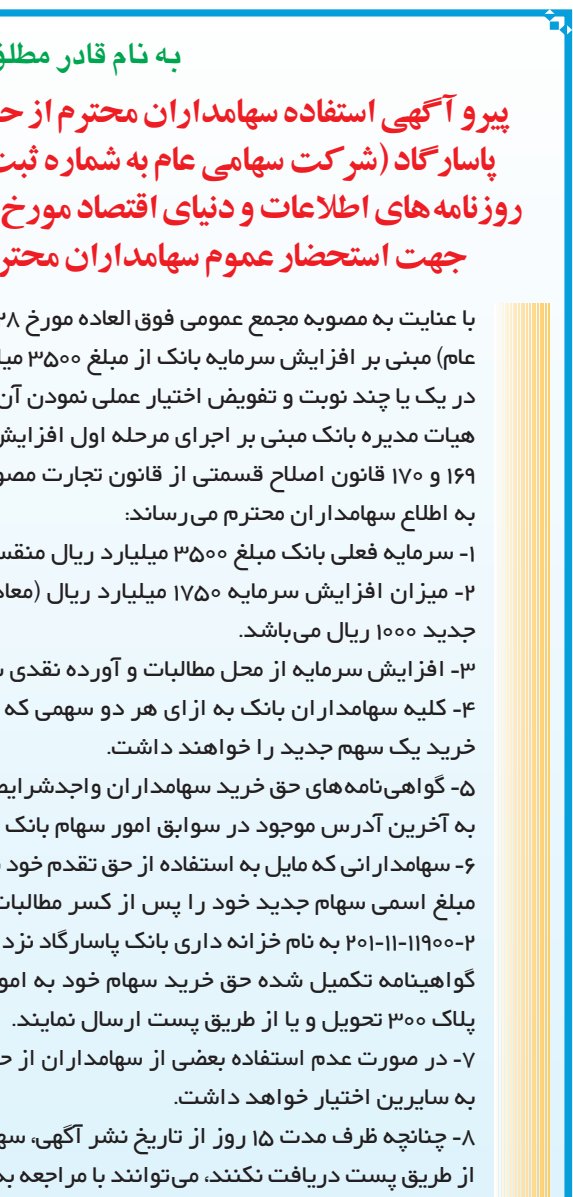 به نام قادر مطلق
پیرو آگهی استفاده سهامداران محترم از
پاسارگاد (شرکت سهامی عام به شماره ثبت
روزنامه های اطلاعات و دنیای اقتصاد مورخ
جهت استحضار عموم سهامداران
با عنایت به مصوبه مجمع عمومی فوق العاده مورخ
عام) مبنی بر افزایش سرمایه بانک از مبلغ ۳۵۰۰
در یک یا چند نوبت و تفویض اختیار عملی نمودن آن
هیات مدیره بانک مبنی بر اجرای مرحله اول افزایش
۱۶۹ و ۱۷۰ قانون اصلاح قسمتی از قانون تجارت
به اطلاع سهامداران محترم می‌رساند:
۱- سرمایه فعلی بانک مبلغ ۳۵۰۰ میلیارد ریال
۲- میزان افزایش سرمایه ۱۷۵۰ میلیارد ریال
جدید ۱۰۰۰ ریال می‌باشد.
۳- افزایش سرمایه از محل مطالبات و آورده نقدی
۴- کلیه سهامداران بانک به ازای هر دو سهمی که
خرید یک سهم جدید را خواهند داشت.
۵- گواهی‌نامه‌های حق خرید سهامداران واجدشرایط
به آخرین آدرس موجود در سوابق امور سهام بانک
۶- سهامدارانی که مایل به استفاده از حق تقدم خود
مبلغ اسمی سهام جدید خود را پس از کسر مطالبات
۲۰۱-۱۱-۱۱۹۰۰-۲ به نام خزانه داری بانک پاسارگاد نزد
گواهینامه تکمیل شده حق خرید سهام خود به
پلاک ۳۰۰ تحویل و یا از طریق پست ارسال نمایند.
۷- در صورت عدم استفاده بعضی از سهامداران از
به سایرین اختیار خواهد داشت.
۸- چنانچه ظرف مدت ۱۵ روز از تاریخ نشر آگهی،
از طریق پست دریافت نکنند، می‌توانند با مراجعه